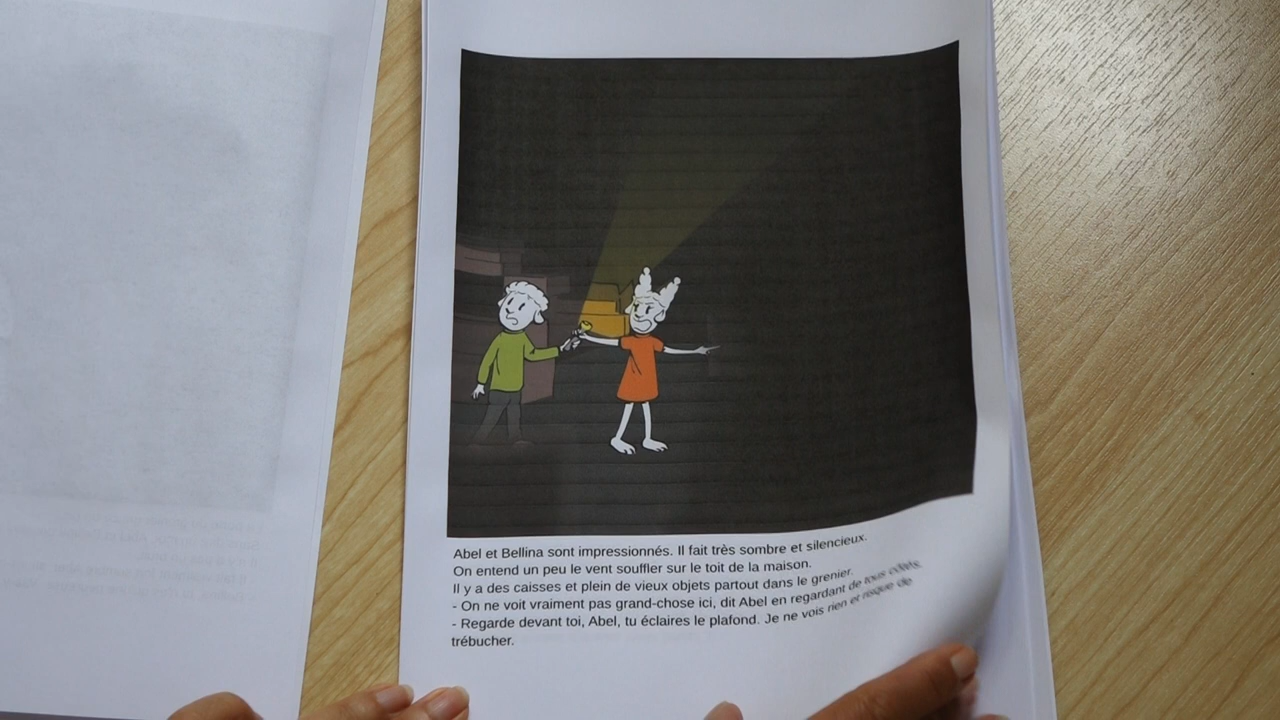 Abel et Bellina sont impressionnés. Il fait très sombre et silencieux.
On entend un peu le vent souffler sur le toit de la maison.
Il y a des caisses et plein de vieux objets partout dans le grenier.
- On ne voit vraiment pas grand-chose ici, dit Abel en regardant de tous côtés.
- Regarde devant toi, Abel, tu éclaires le plafond. Je ne vois rien et risque de
trébucher.